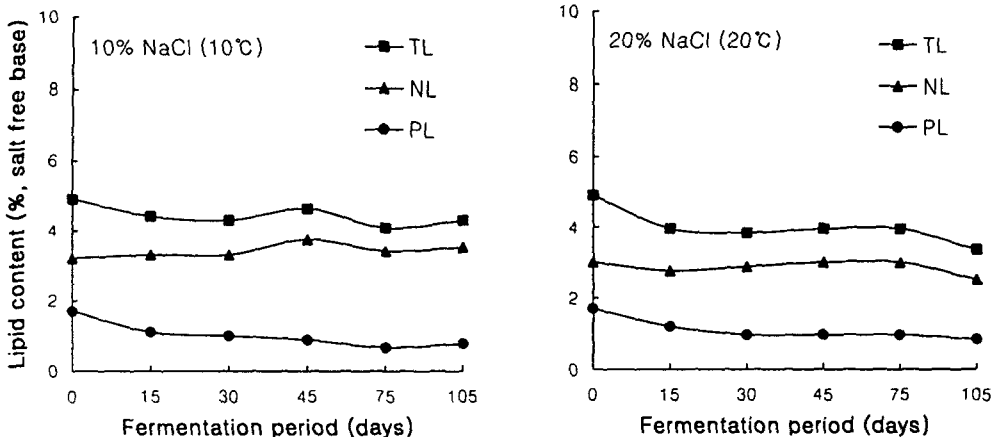 Lipid content (%, salt free base)
10
8
6
4
2
0
10% NaCl (10℃)
TL
NL
PL
0 15 30 45 75 105
Fermentation period (days)
10
8
6
4
2
0
20% NaCl (20℃)
TL
NL
PL
0 15 30 45 75 105
Fermentation period (days)